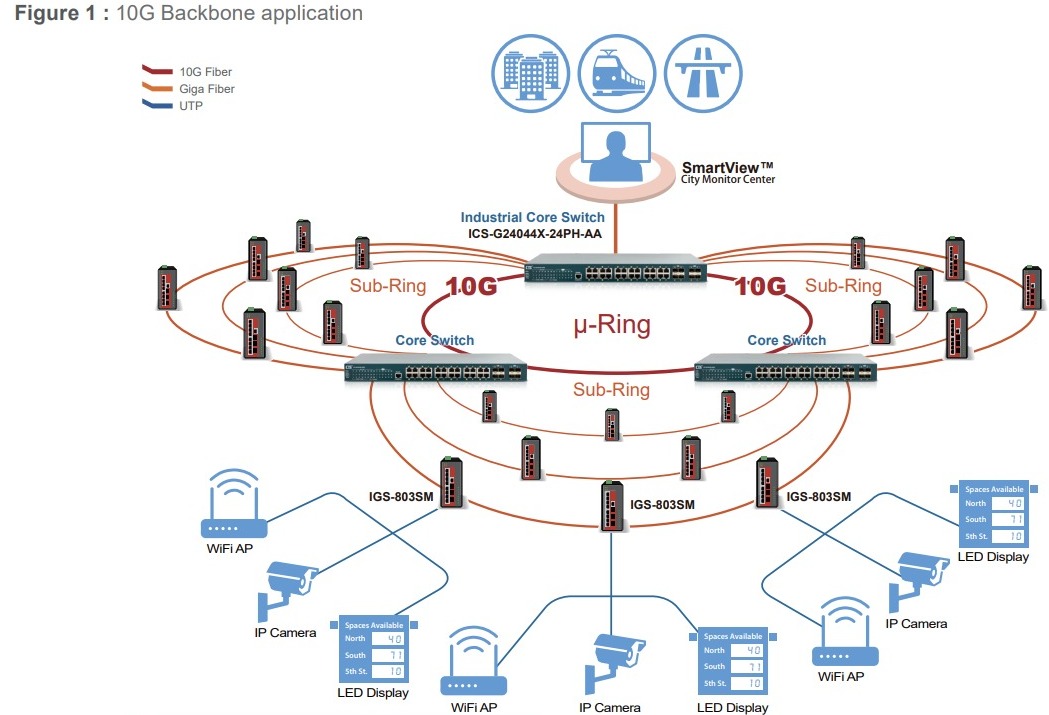 Figure 1 : 10G Backbone application
10G Fiber
Giga Fiber
UTP
SmartView™
City Monitor Center
Industrial Core Switch
ICS-G24044X-24PH-AA
Sub-Ring
10G
10G
Sub-Ring
μ-Ring
Core Switch
Core Switch
Sub-Ring
IGS-803SM
IGS-803SM
IGS-803SM
WiFi AP
Spaces Available
North 40
South 71
5th St. 10
LED Display
IP Camera
IP Camera
Spaces Available
North 40
South 71
5th St. 10
LED Display
WiFi AP
IP Camera
Spaces Available
North 40
South 71
5th St. 10
LED Display
WiFi AP